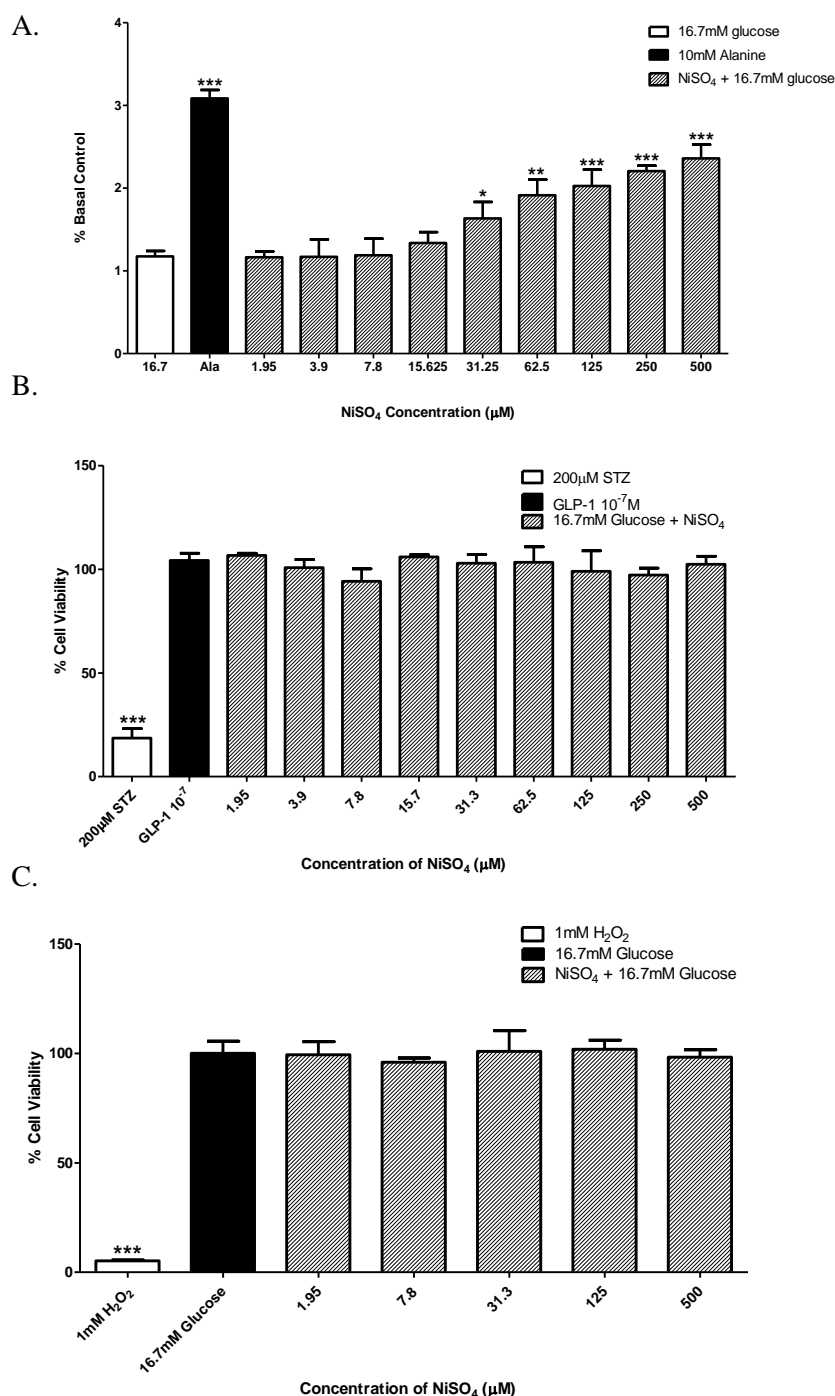 A.
16.7mM glucose
10mM Alanine
NiSO4 + 16.7mM glucose
% Basal Control
4
3
2
1
0
***
*
**
***
***
***
16.7 Ala 1.95 3.9 7.8 15.625 31.25 62.5 125 250 500
NiSO4 Concentration (μM)
B.
200μM STZ
GLP-1 10-7M
16.7mM Glucose + NiSO4
% Cell Viability
150
100
50
0
***
200μM STZ GLP-1 10-7 1.95 3.9 7.8 15.7 31.3 62.5 125 250 500
Concentration of NiSO4 (μM)
C.
1mM H2O2
16.7mM Glucose
NiSO4 + 16.7mM Glucose
% Cell Viability
150
100
50
0
***
1mM H2O2 16.7mM Glucose 1.95 7.8 31.3 125 500
Concentration of NiSO4 (μM)